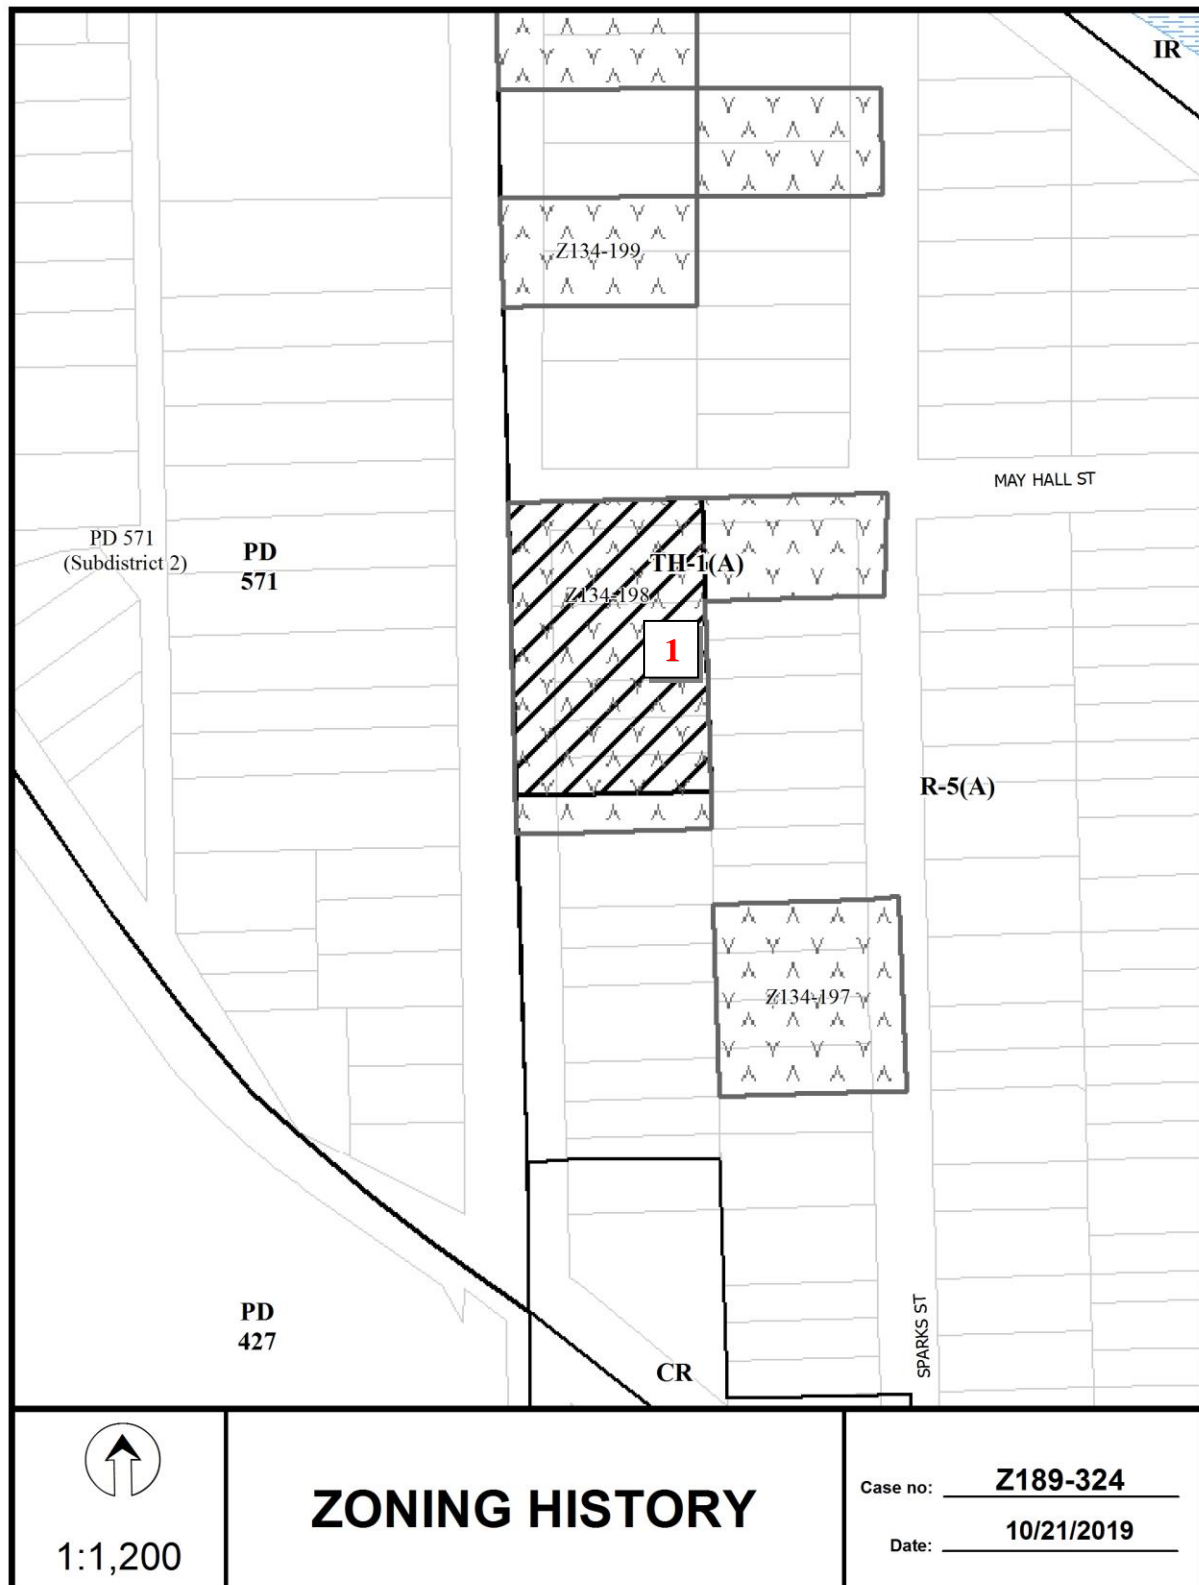 IR
Z134-199
MAY HALL ST
PD 571
(Subdistrict 2)
PD
571
TH-1(A)
Z134-198
1
R-5(A)
Z134-197
SPARKS ST
PD
427
CR
1:1,200
ZONING HISTORY
Case no: Z189-324
Date: 10/21/2019